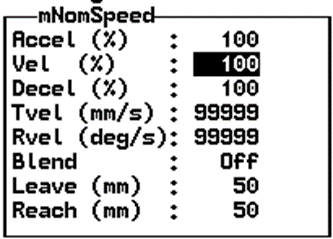 mNomSpeed
Accel (%) : 100
Vel (%) : 100
Decel (%) : 100
Tvel (mm/s) : 99999
Rvel (deg/s): 99999
Blend : Off
Leave (mm) : 50
Reach (mm) : 50